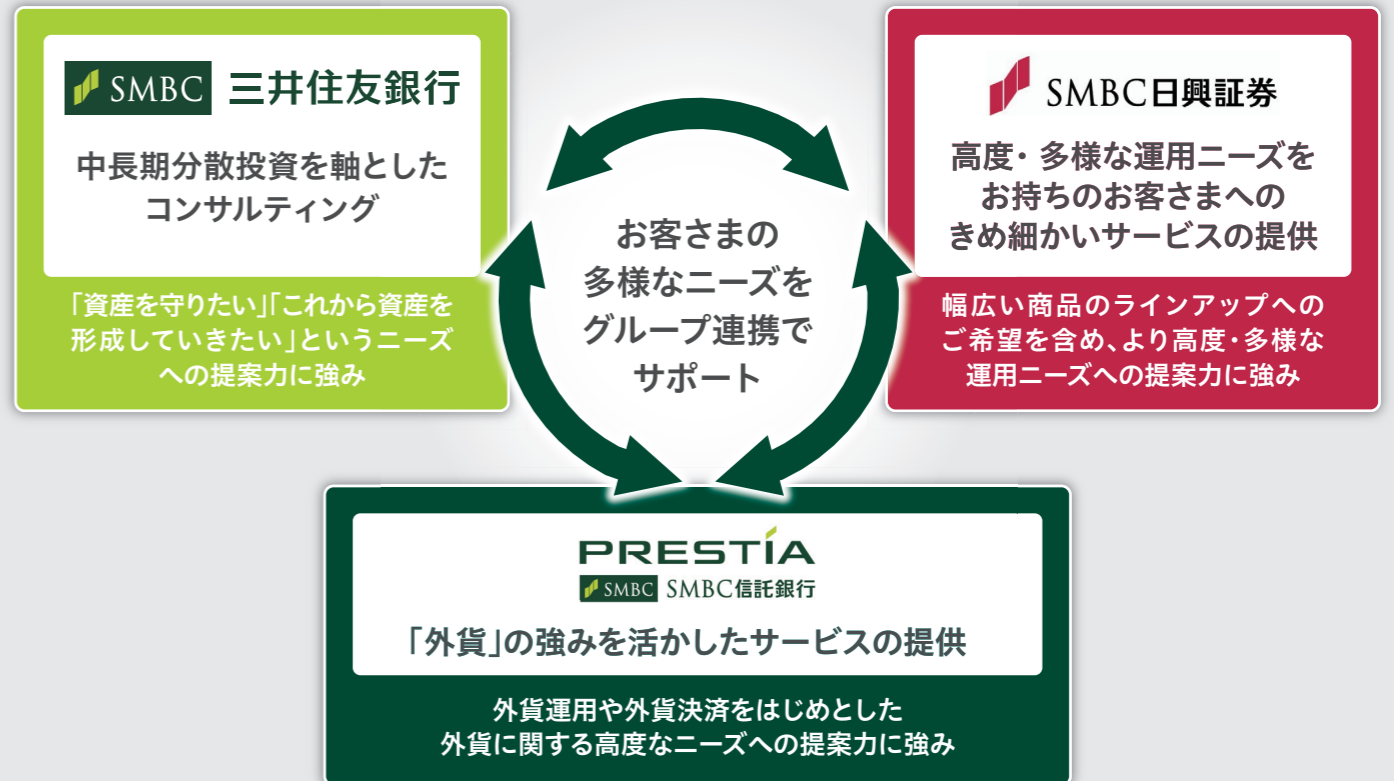 SMBC 三井住友銀行
中長期分散投資を軸とした
コンサルティング
「資産を守りたい」「これから資産を
形成していきたい」というニーズ
への提案力に強み
SMBC日興証券
高度・多様な運用ニーズを
お持ちのお客さまへの
きめ細かいサービスの提供
幅広い商品のラインアップへの
ご希望を含め、より高度・多様な
運用ニーズへの提案力に強み
お客さまの
多様なニーズを
グループ連携で
サポート
PRESTÍA
SMBC SMBC信託銀行
「外貨」の強みを活かしたサービスの提供
外貨運用や外貨決済をはじめとした
外貨に関する高度なニーズへの提案力に強み